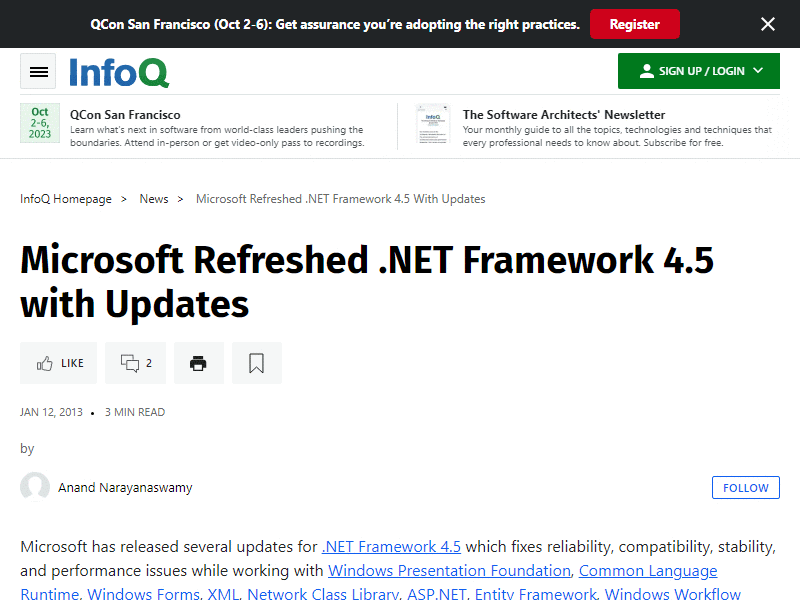 QCon San Francisco (Oct 2-6): Get assurance you're adopting the right practices.
Register
InfoQ
SIGN UP / LOGIN
Oct
2-6,
2023
QCon San Francisco
Learn what's next in software from world-class leaders pushing the
boundaries. Attend in-person or get video-only pass to recordings.
The Software Architects' Newsletter
Your monthly guide to all the topics, technologies and techniques that
every professional needs to know about. Subscribe for free.
InfoQ Homepage > News > Microsoft Refreshed .NET Framework 4.5 With Updates
Microsoft Refreshed .NET Framework 4.5
with Updates
LIKE
2
JAN 12, 2013 • 3 MIN READ
by
Anand Narayanaswamy
FOLLOW
Microsoft has released several updates for .NET Framework 4.5 which fixes reliability, compatibility, stability,
and performance issues while working with Windows Presentation Foundation, Common Language
Runtime, Windows Forms, XML, Network Class Library, ASP.NET, Entity Framework, Windows Workflow